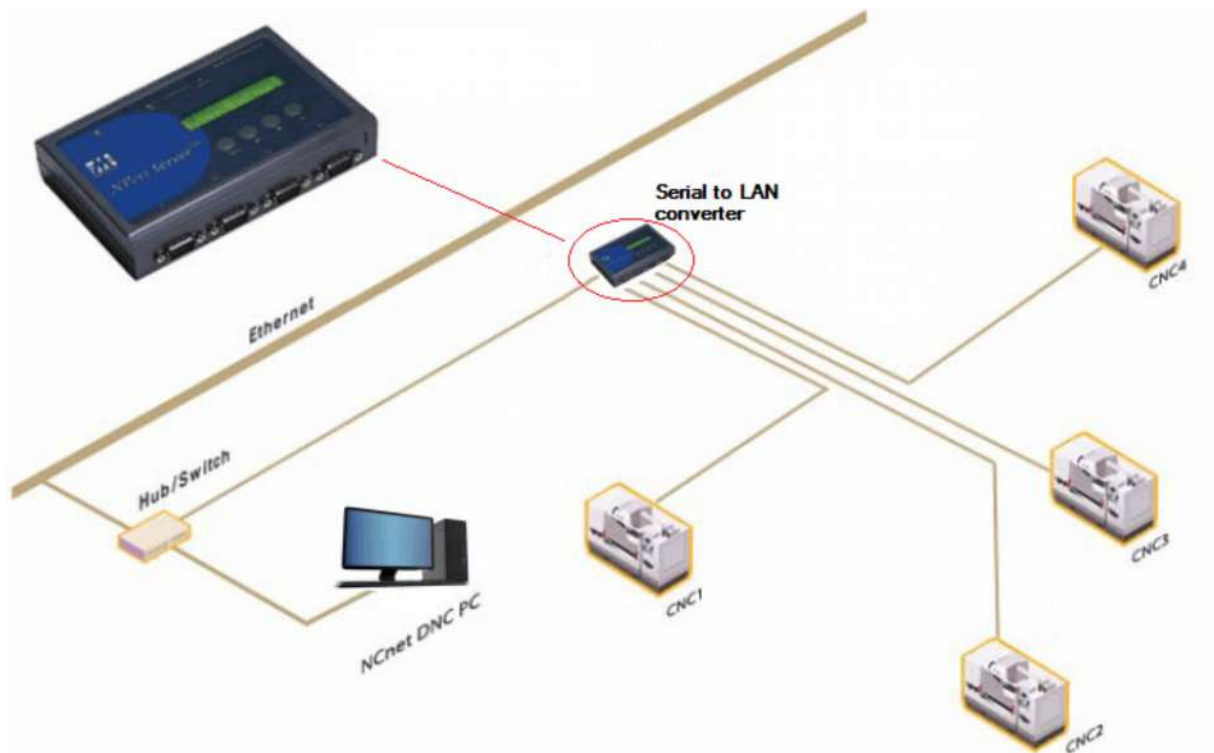 Serial to LAN
converter
CNC4
Ethernet
Hub/Switch
CNC3
CNC1
NCnet DNC PC
CNC2